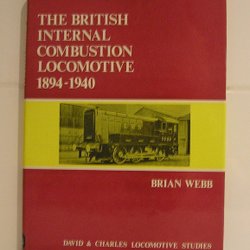 THE BRITISH
INTERNAL
COMBUSTION
LOCOMOTIVE
1894-1940
BRIAN WEBB
DAVID & CHARLES LOCOMOTIVE STUDIES